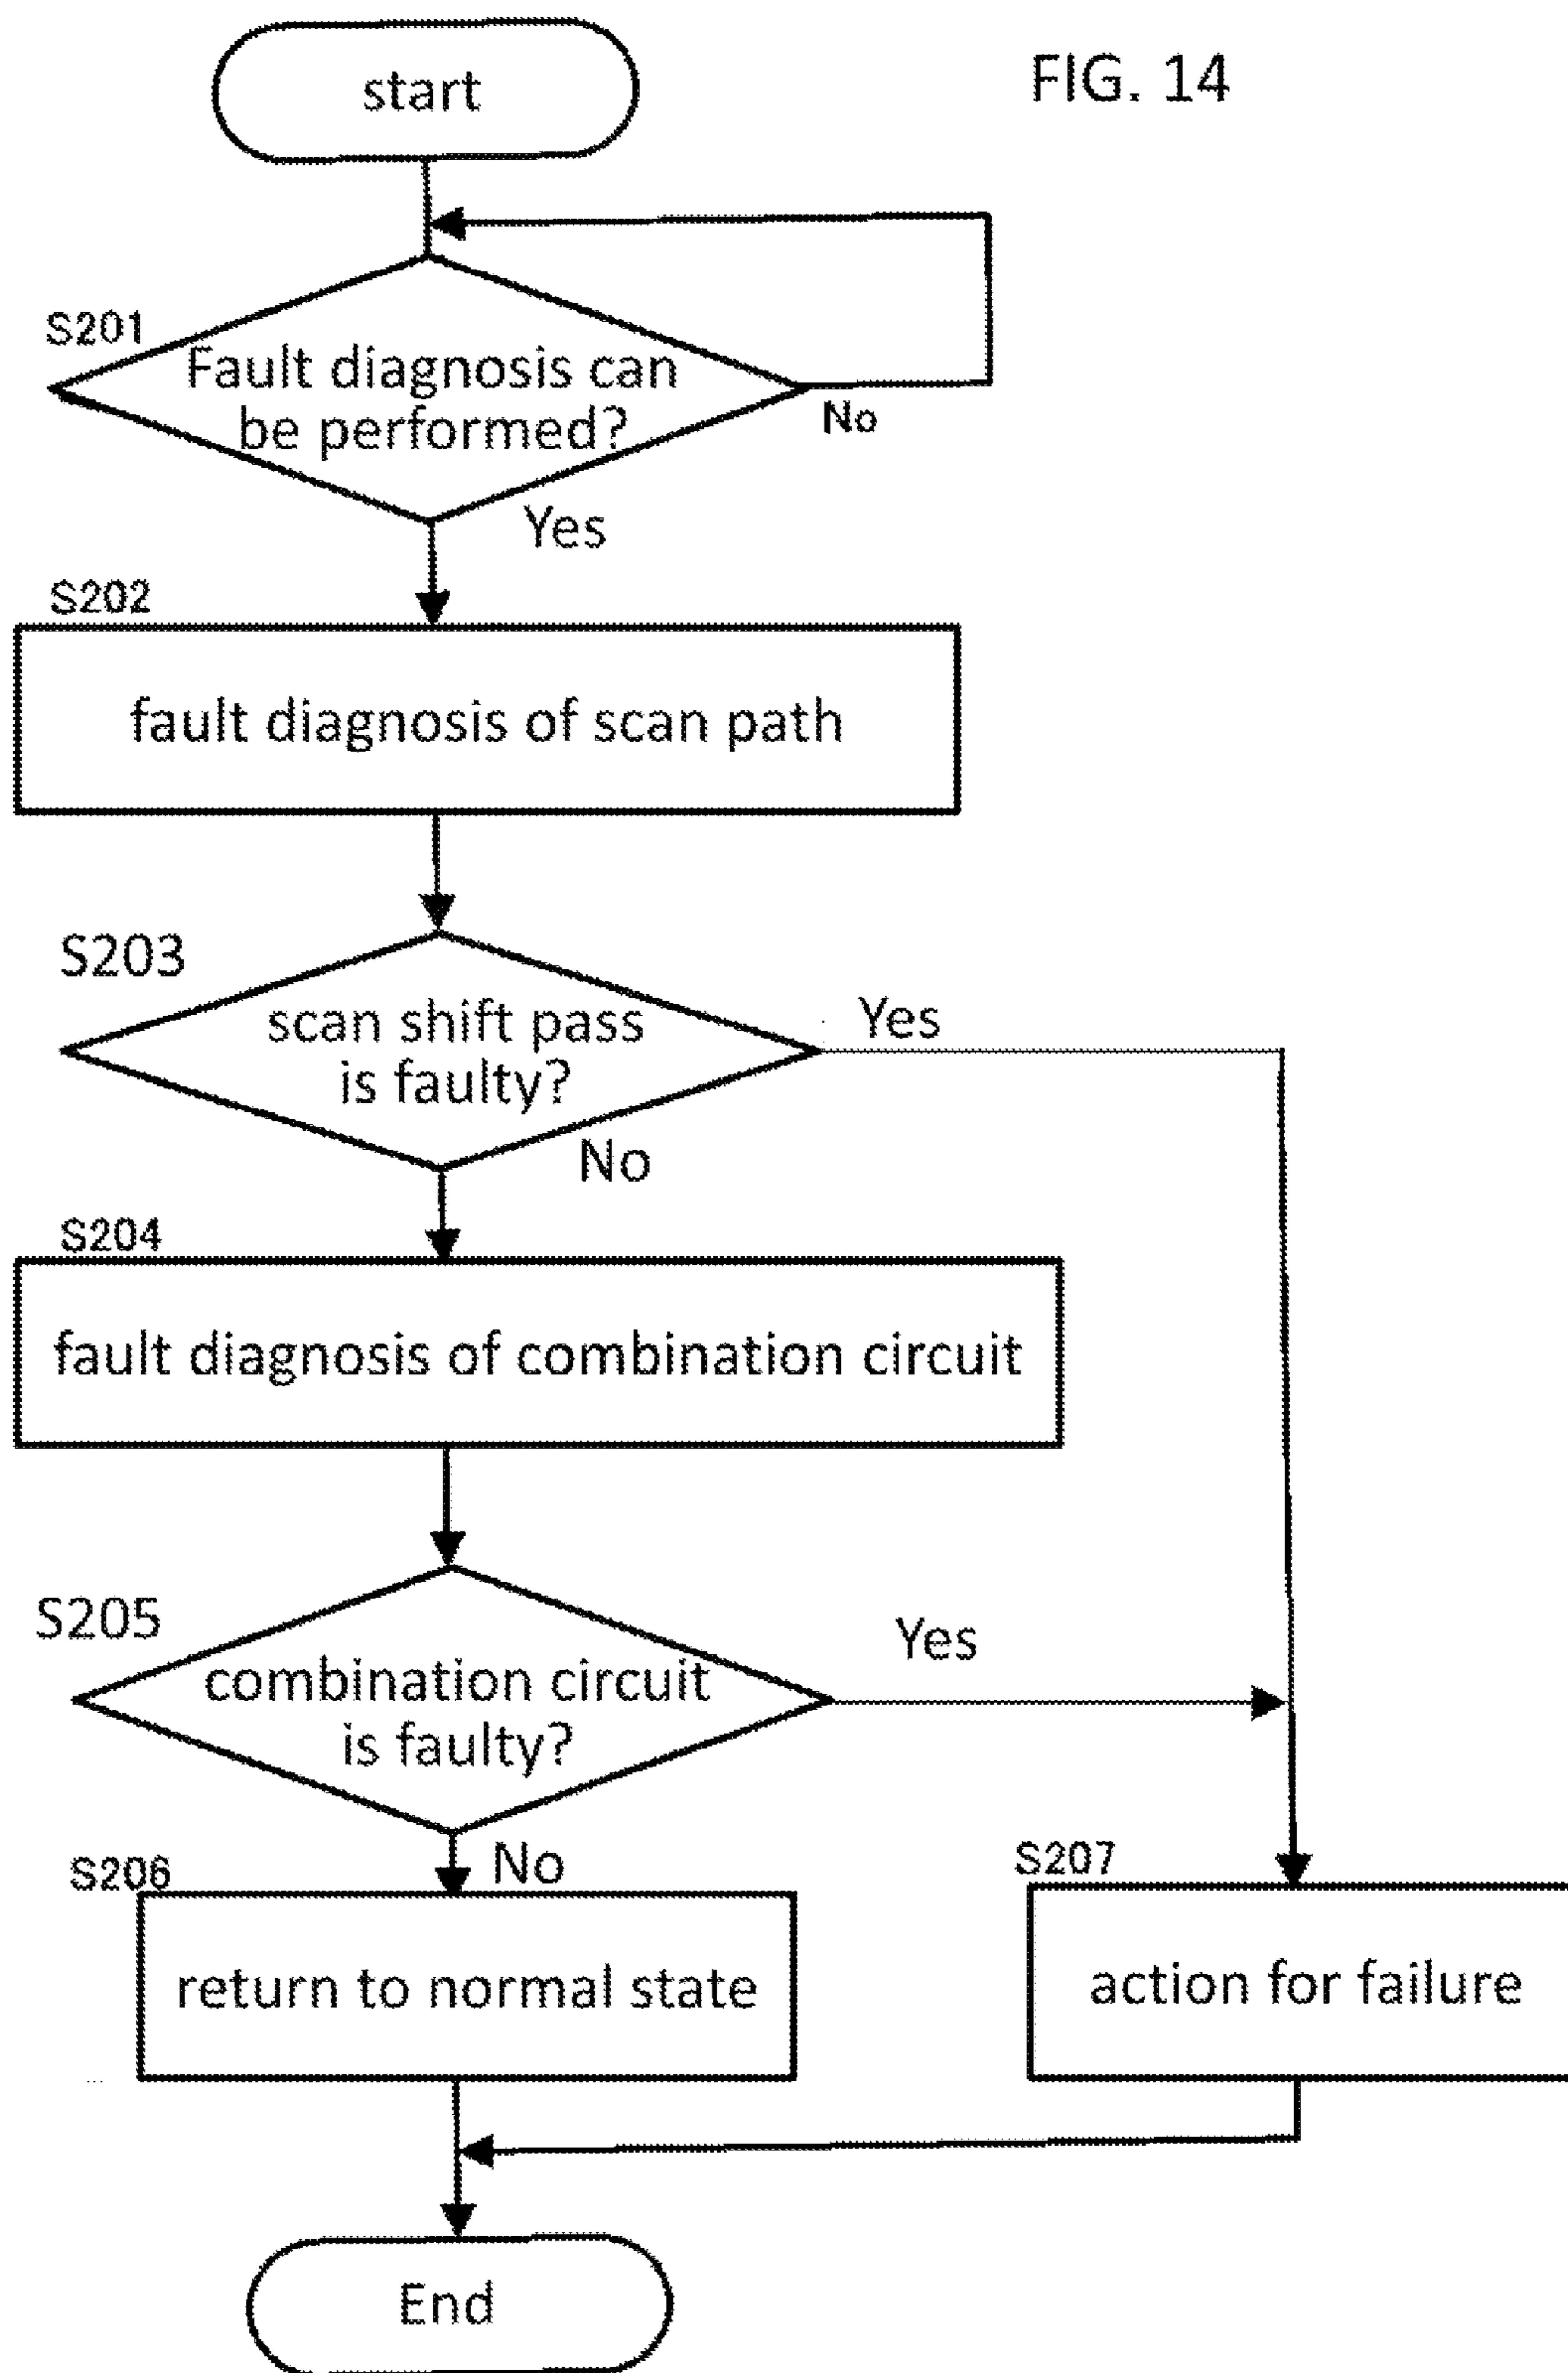 FIG. 14
start
S201
Fault diagnosis can
be performed?
No
Yes
S202
fault diagnosis of scan path
S203
scan shift pass
is faulty?
Yes
No
S204
fault diagnosis of combination circuit
S205
combination circuit
is faulty?
Yes
No
S206
return to normal state
S207
action for failure
End